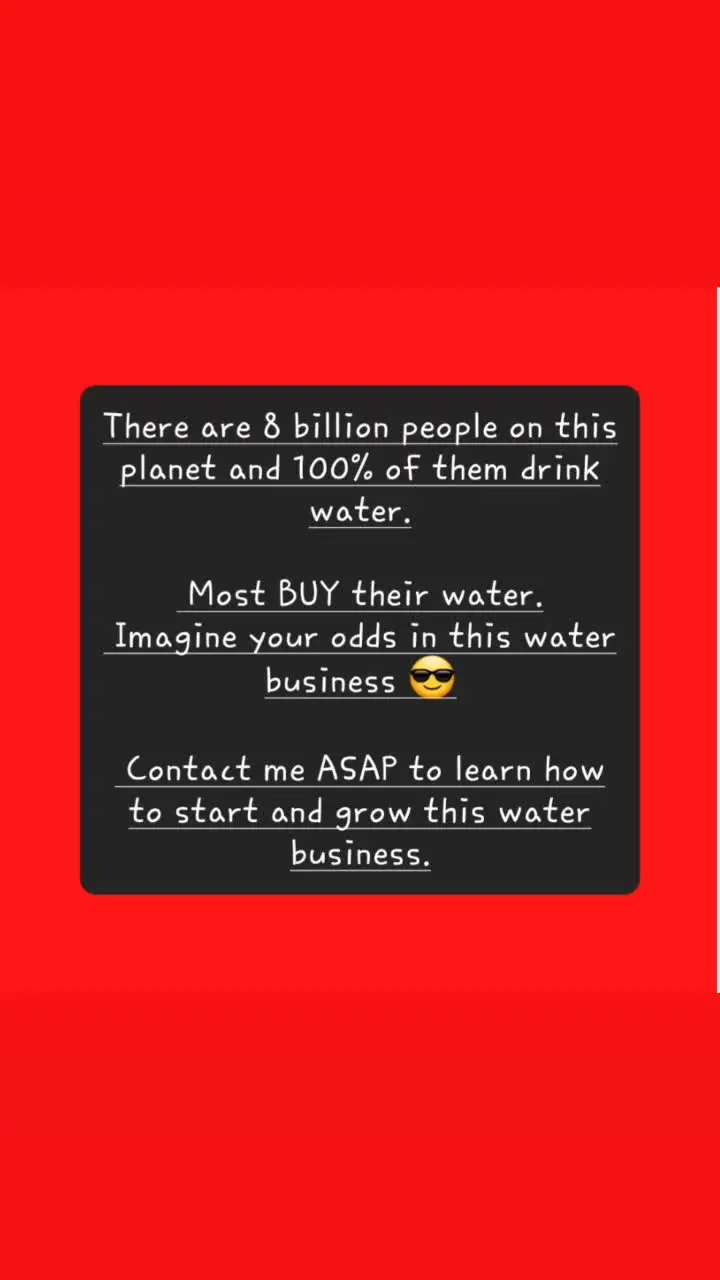 There are 8 billion people on this
planet and 100% of them drink
water.
Most BUY their water.
Imagine your odds in this water
business 😎
Contact me ASAP to learn how
to start and grow this water
business.